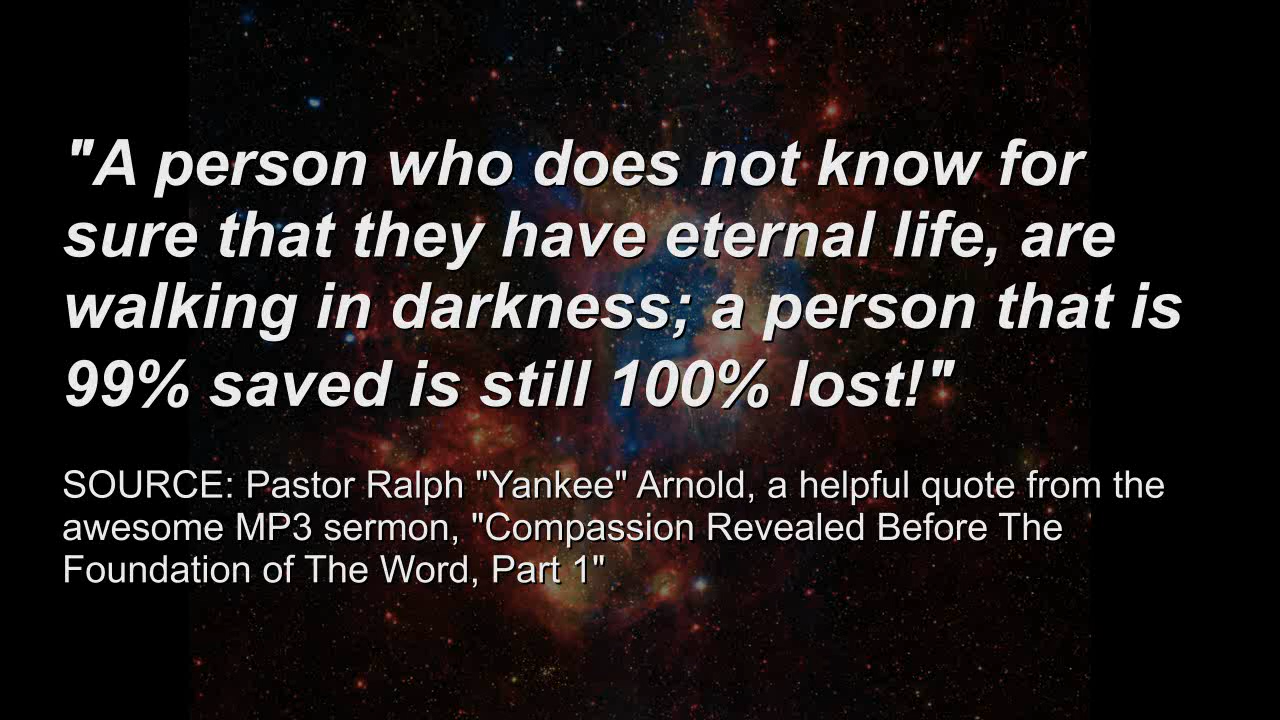 "A person who does not know for
sure that they have eternal life, are
walking in darkness; a person that is
99% saved is still 100% lost!"
SOURCE: Pastor Ralph "Yankee" Arnold, a helpful quote from the
awesome MP3 sermon, "Compassion Revealed Before The
Foundation of The Word, Part 1"